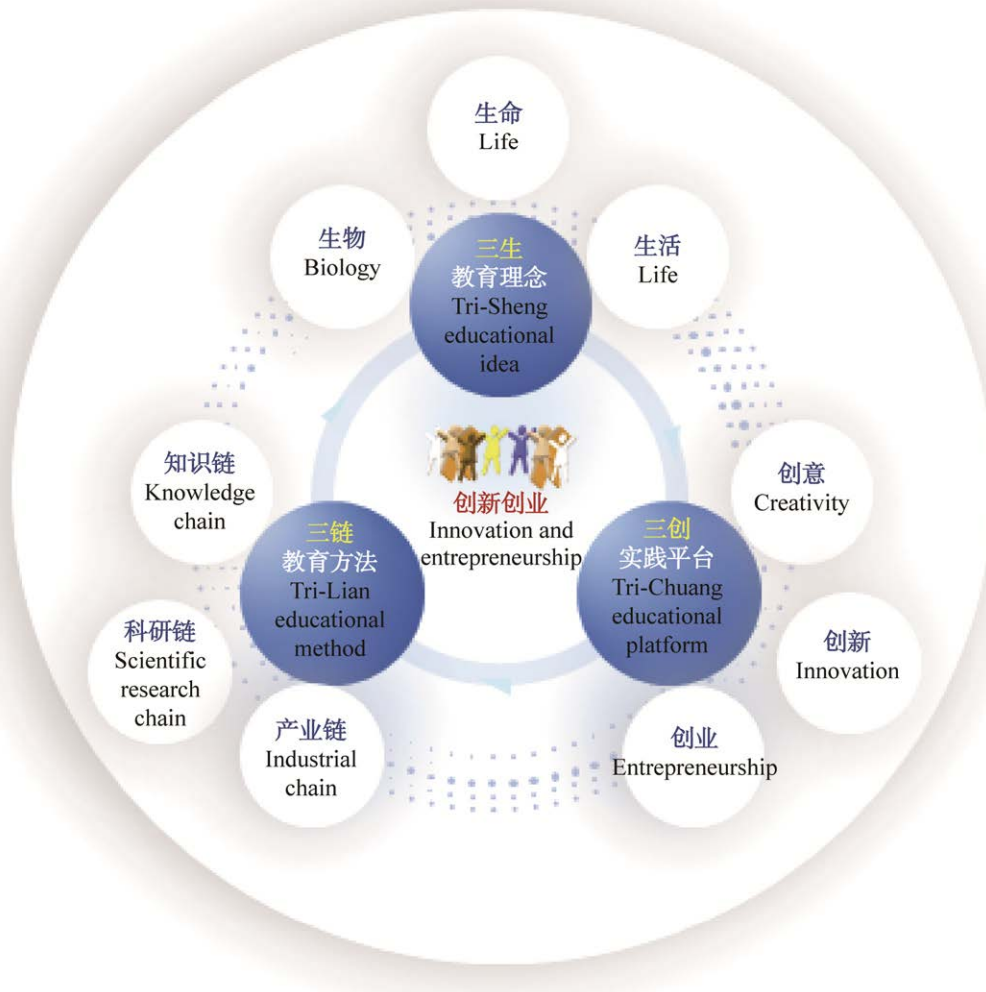 生命
Life
生物
Biology
生活
Life
三生
教育理念
Tri-Sheng
educational
idea
创新创业
Innovation and
entrepreneurship
知识链
Knowledge
chain
三链
教育方法
Tri-Lian
educational
method
科研链
Scientific
research
chain
产业链
Industrial
chain
创意
Creativity
三创
实践平台
Tri-Chuang
educational
platform
创新
Innovation
创业
Entrepreneurship